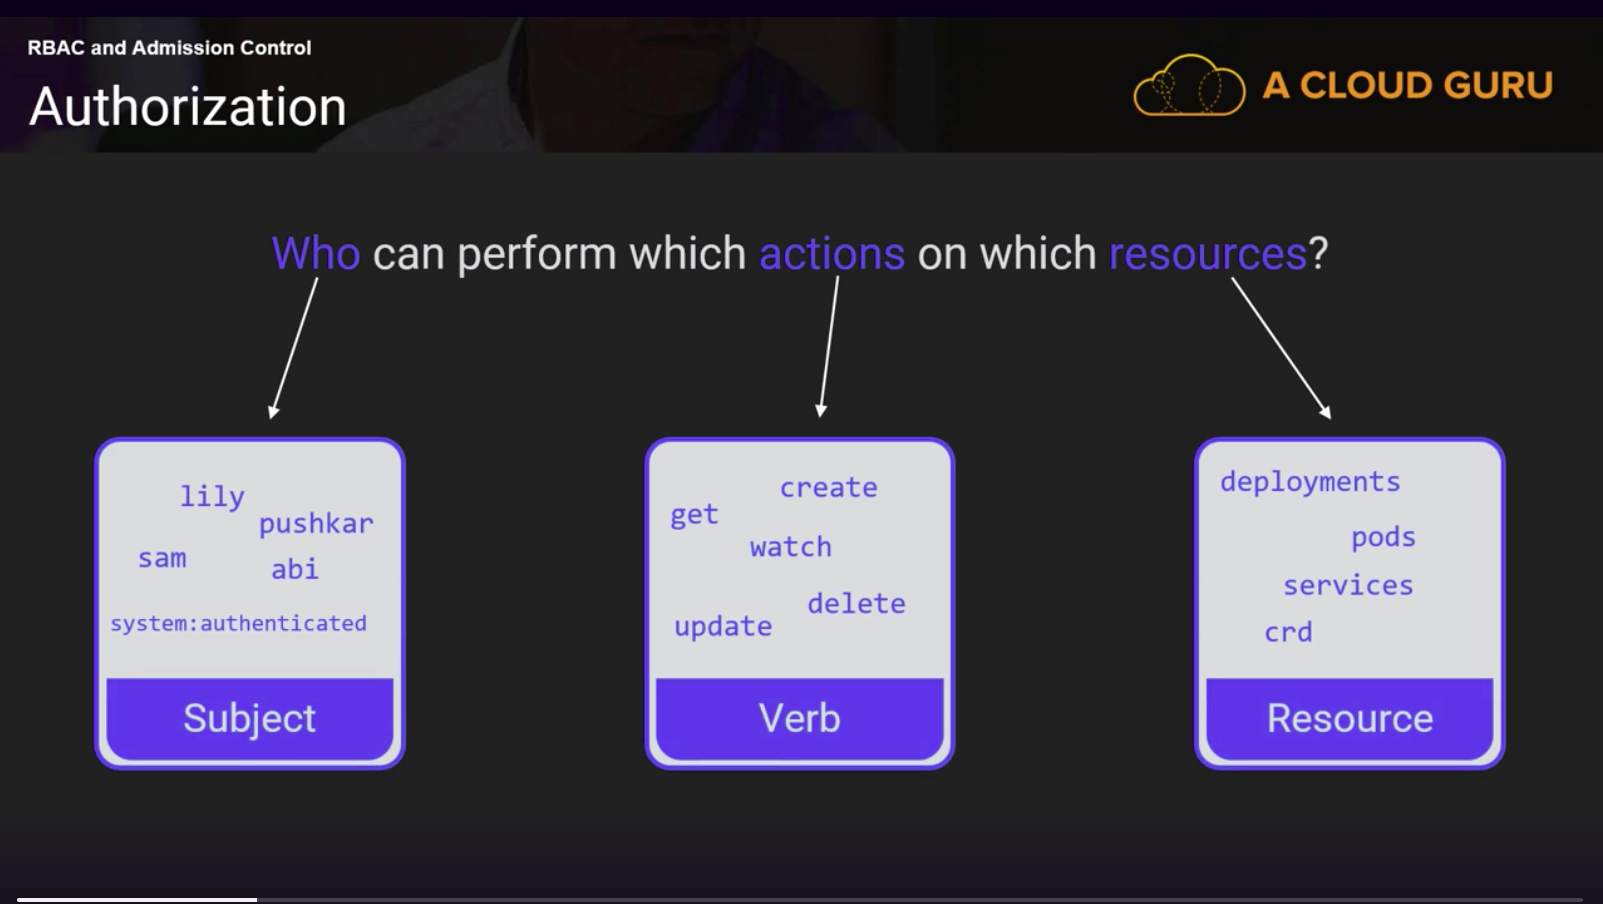 RBAC and Admission Control
Authorization
A CLOUD GURU
Who can perform which actions on which resources?
lily
pushkar
sam
abi
system:authenticated
Subject
create
get
watch
delete
update
Verb
deployments
pods
services
crd
Resource